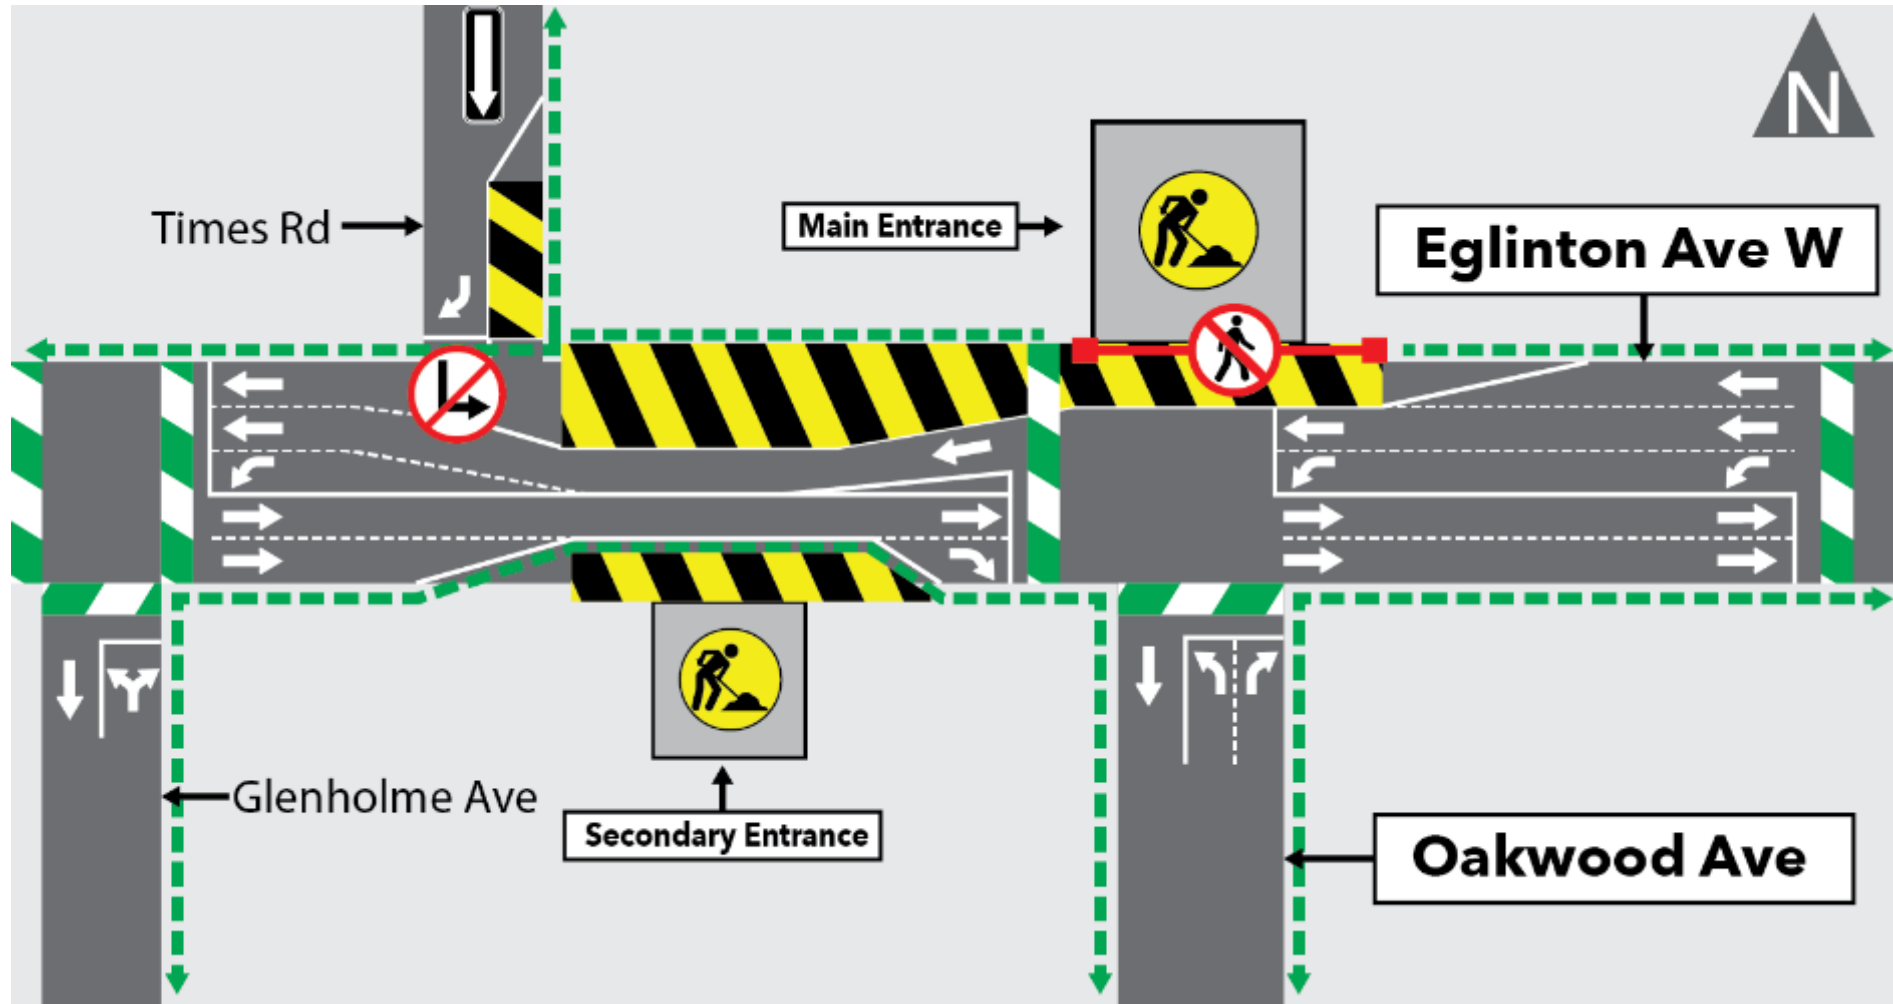 N
Times Rd
Main Entrance
Eglinton Ave W
Glenholme Ave
Secondary Entrance
Oakwood Ave